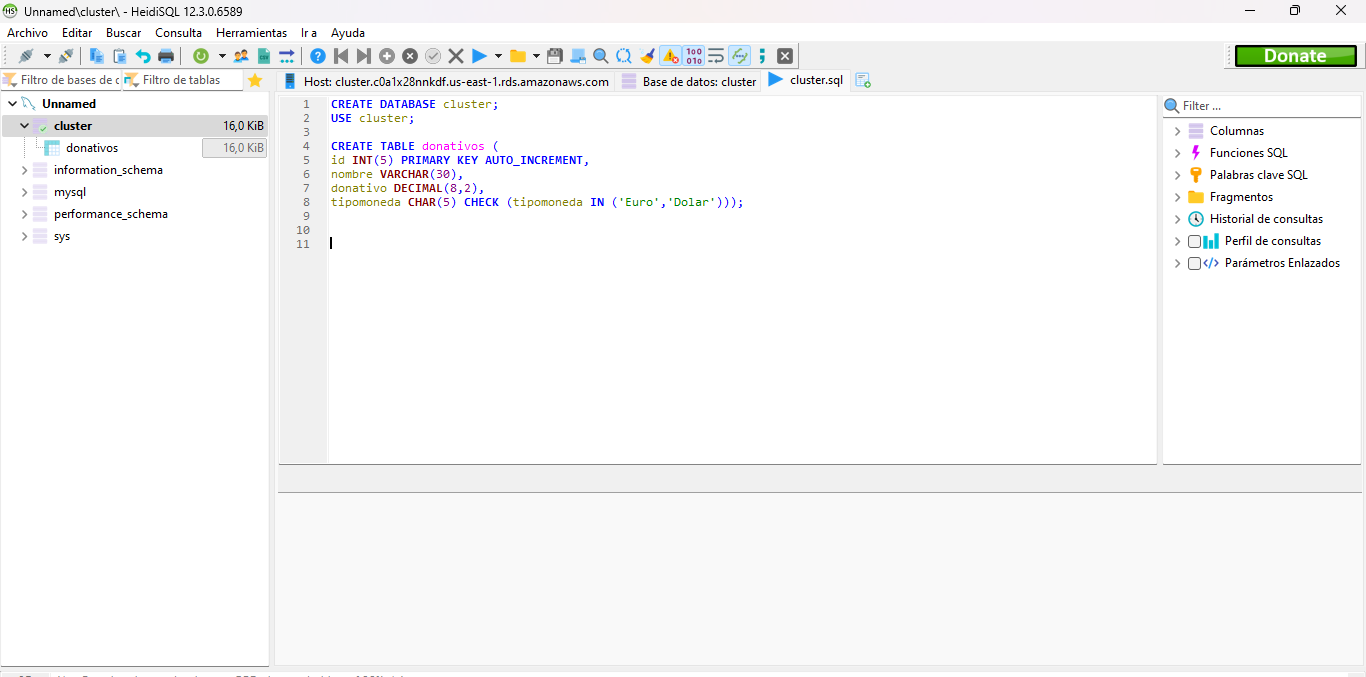 Unnamed\cluster\ - HeidiSQL 12.3.0.6589
Archivo Editar Buscar Consulta Herramientas Ir a Ayuda
Donate
Filtro de bases de d Filtro de tablas
Host: cluster.c0a1x28nnkdf.us-east-1.rds.amazonaws.com Base de datos: cluster cluster.sql
Unnamed
cluster 16,0 KiB
donativos 16,0 KiB
information_schema
mysql
performance_schema
sys
1 CREATE DATABASE cluster;
2 USE cluster;
3
4 CREATE TABLE donativos (
5 id INT(5) PRIMARY KEY AUTO_INCREMENT,
6 nombre VARCHAR(30),
7 donativo DECIMAL(8,2),
8 tipomoneda CHAR(5) CHECK (tipomoneda IN ('Euro','Dolar')));
9
10
11
Filter ...
Columnas
Funciones SQL
Palabras clave SQL
Fragmentos
Historial de consultas
Perfil de consultas
Parámetros Enlazados